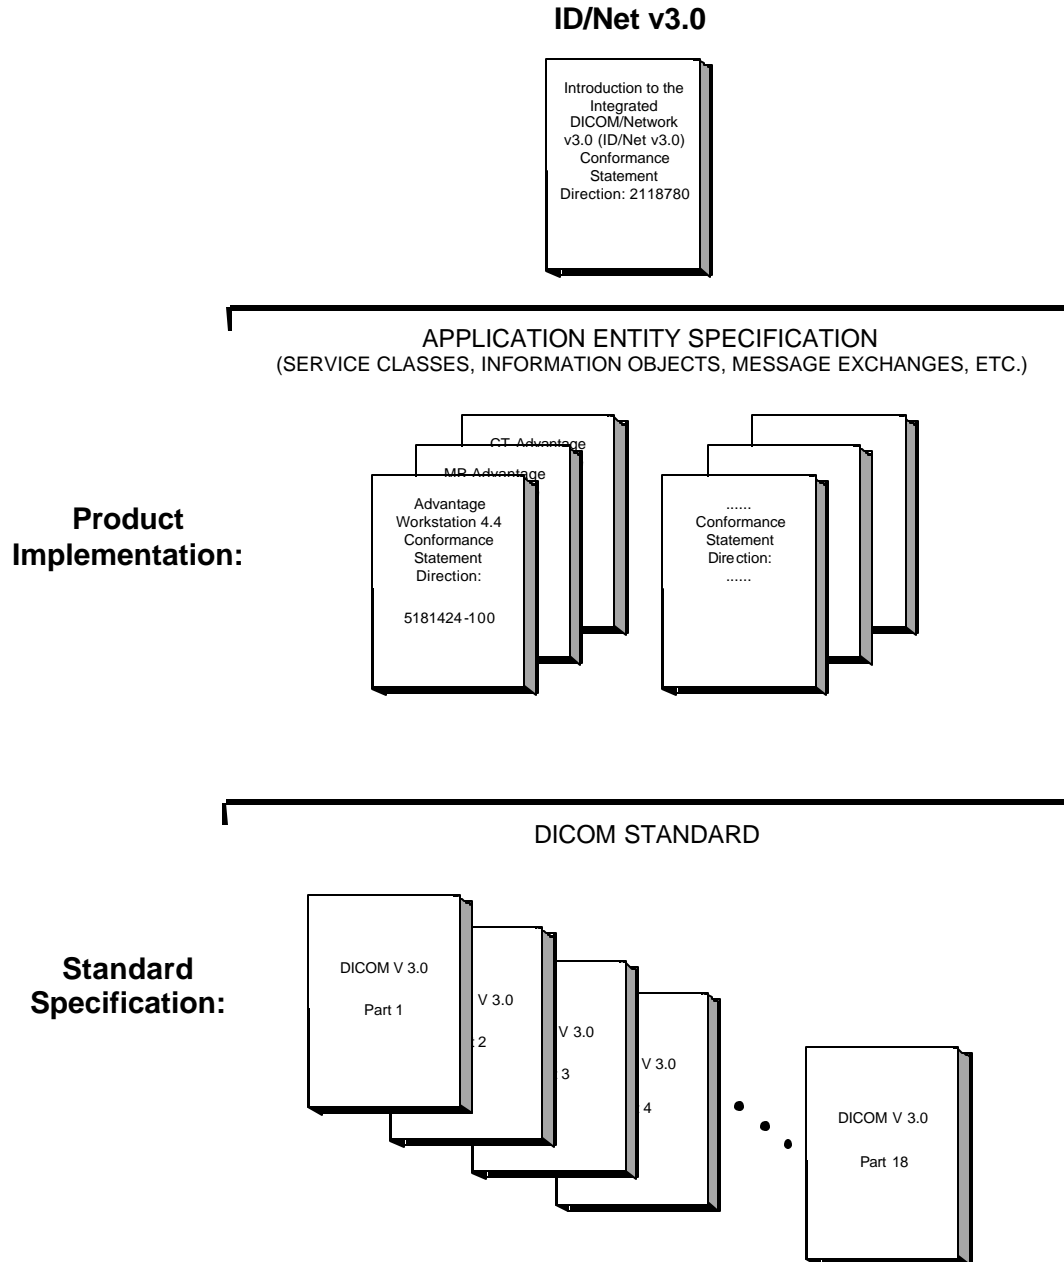 ID/Net v3.0
Introduction to the
Integrated
DICOM/Network
v3.0 (ID/Net v3.0)
Conformance
Statement
Direction: 2118780
APPLICATION ENTITY SPECIFICATION
(SERVICE CLASSES, INFORMATION OBJECTS, MESSAGE EXCHANGES, ETC.)
Product
Implementation:
CT Advantage
MR Advantage
Advantage
Workstation 4.4
Conformance
Statement
Direction:
5181424-100
......
Conformance
Statement
Direction:
......
DICOM STANDARD
Standard
Specification:
DICOM V 3.0
Part 1
V 3.0
2
V 3.0
3
V 3.0
4
DICOM V 3.0
Part 18